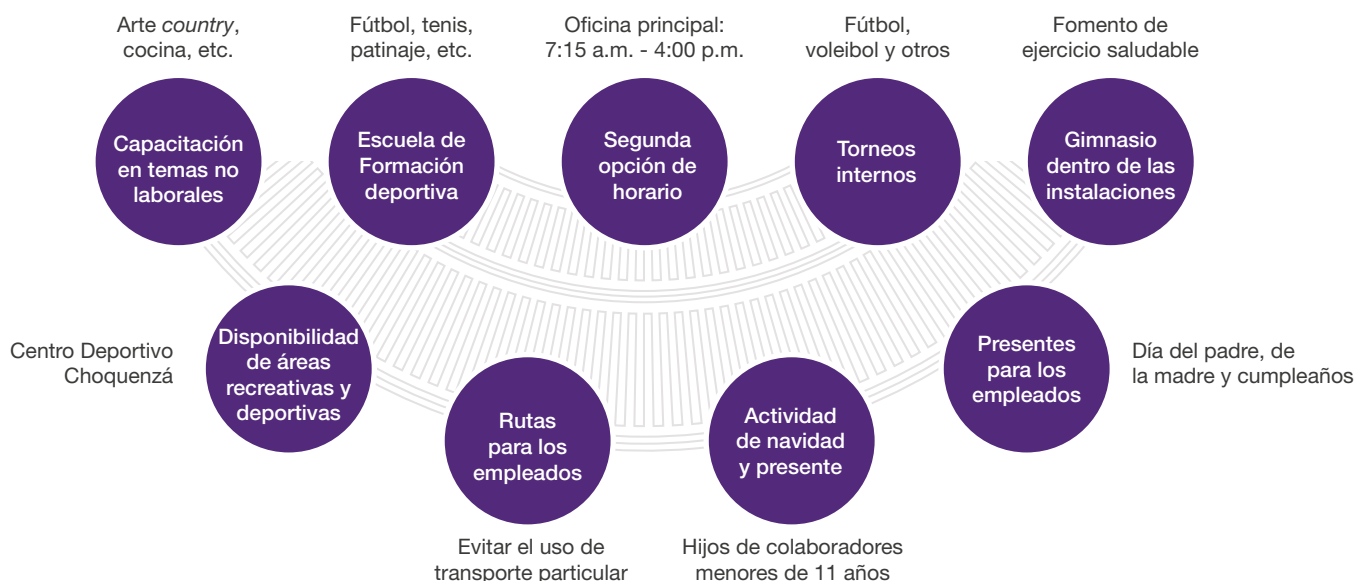 Arte country,
cocina, etc.
Capacitación
en temas no
laborales
Fútbol, tenis,
patinaje, etc.
Escuela de
Formación
deportiva
Oficina principal:
7:15 a.m. - 4:00 p.m.
Segunda
opción de
horario
Fútbol,
voleibol y otros
Torneos
internos
Fomento de
ejercicio saludable
Gimnasio
dentro de las
instalaciones
Centro Deportivo
Choquenzá
Disponibilidad
de áreas
recreativas y
deportivas
Rutas
para los
empleados
Evitar el uso de
transporte particular
Actividad
de navidad
y presente
Hijos de colaboradores
menores de 11 años
Presentes
para los
empleados
Día del padre, de
la madre y cumpleaños